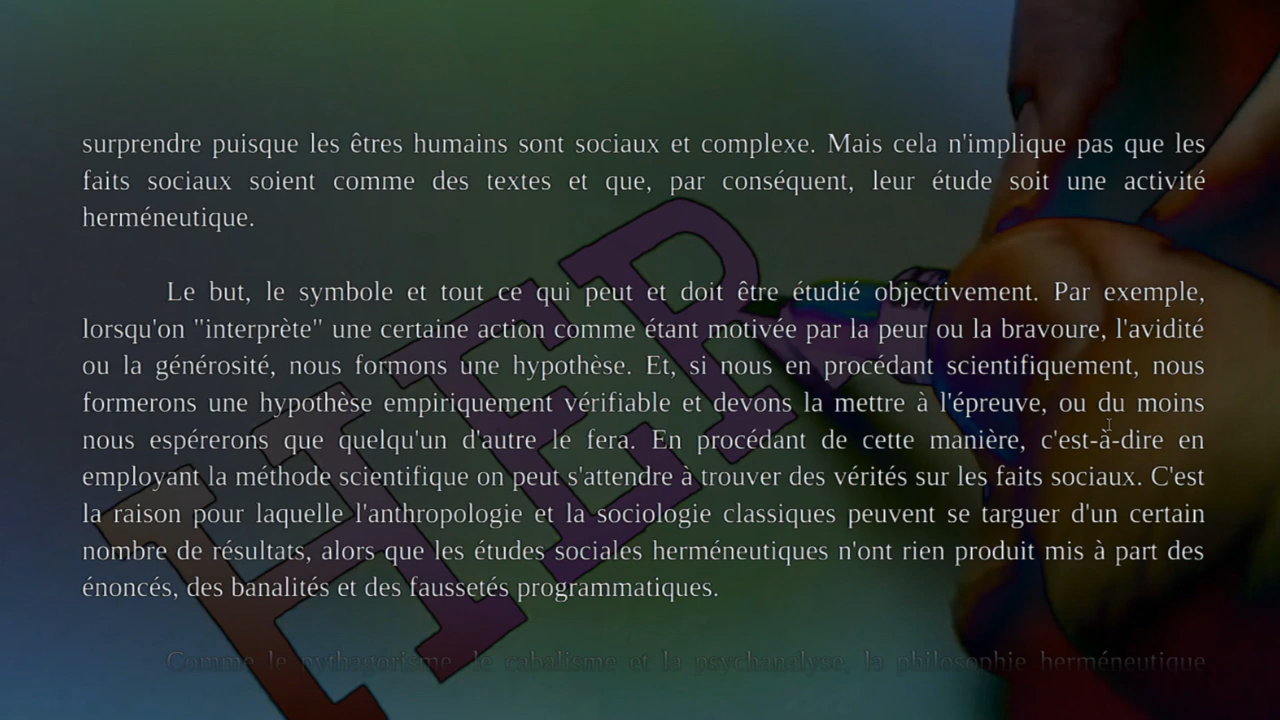 surprendre puisque les êtres humains sont sociaux et complexe. Mais cela n'implique pas que les
faits sociaux soient comme des textes et que, par conséquent, leur étude soit une activité
herméneutique.
Le but, le symbole et tout ce qui peut et doit être étudié objectivement. Par exemple,
lorsqu'on "interprète" une certaine action comme étant motivée par la peur ou la bravoure, l'avidité
ou la générosité, nous formons une hypothèse. Et, si nous en procédant scientifiquement, nous
formerons une hypothèse empiriquement vérifiable et devons la mettre à l'épreuve, ou du moins
nous espérerons que quelqu'un d'autre le fera. En procédant de cette manière, c'est-à-dire en
employant la méthode scientifique on peut s'attendre à trouver des vérités sur les faits sociaux. C'est
la raison pour laquelle l'anthropologie et la sociologie classiques peuvent se targuer d'un certain
nombre de résultats, alors que les études sociales herméneutiques n'ont rien produit mis à part des
énoncés, des banalités et des faussetés programmatiques.
Comme le pythagorisme, le cabalisme et la psychanalyse, la philosophie herméneutique
HER